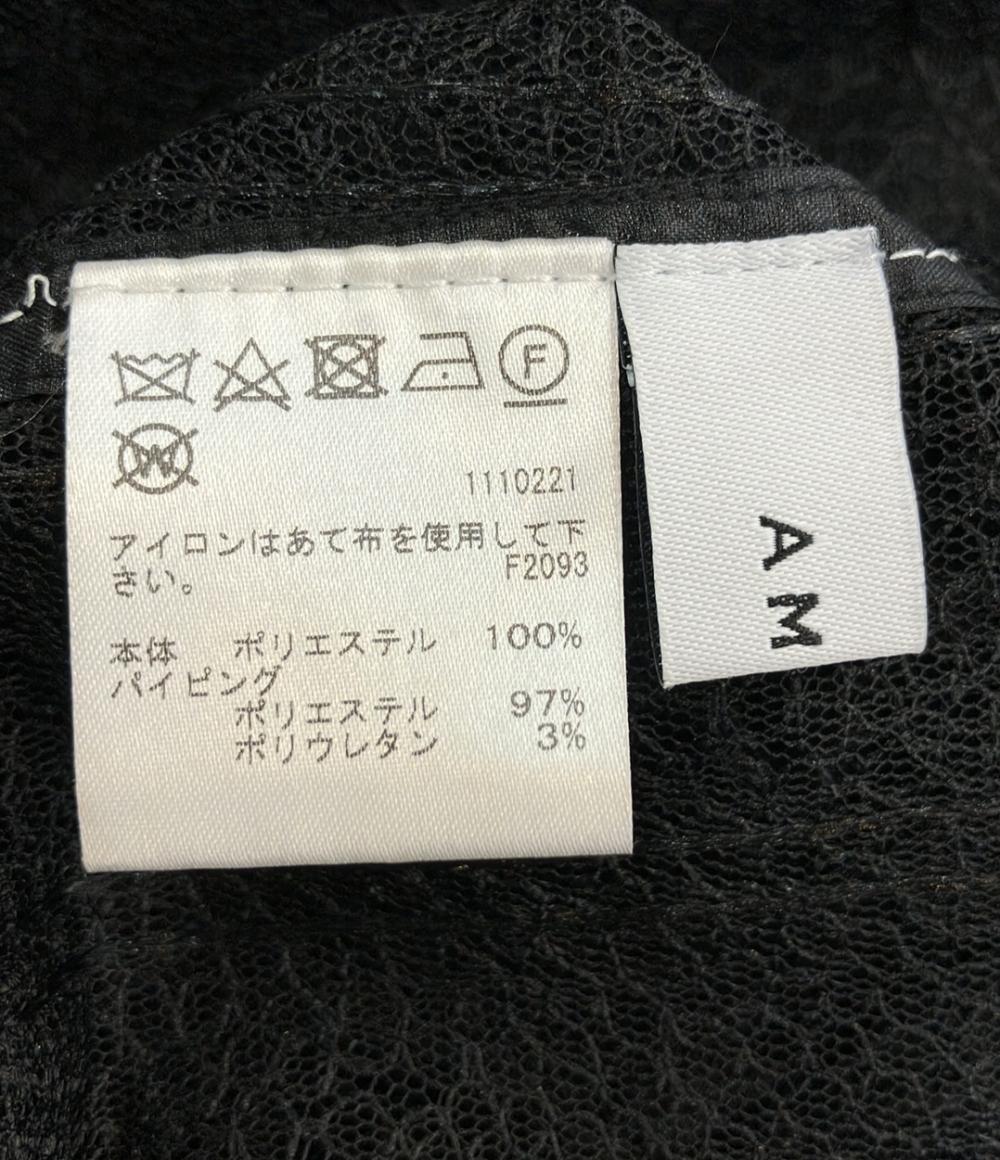 F
W
1110221
アイロンはあて布を使用して下
さい。
F2093
本体 ポリエステル 100%
パイピング
ポリエステル 97%
ポリウレタン 3%
A M